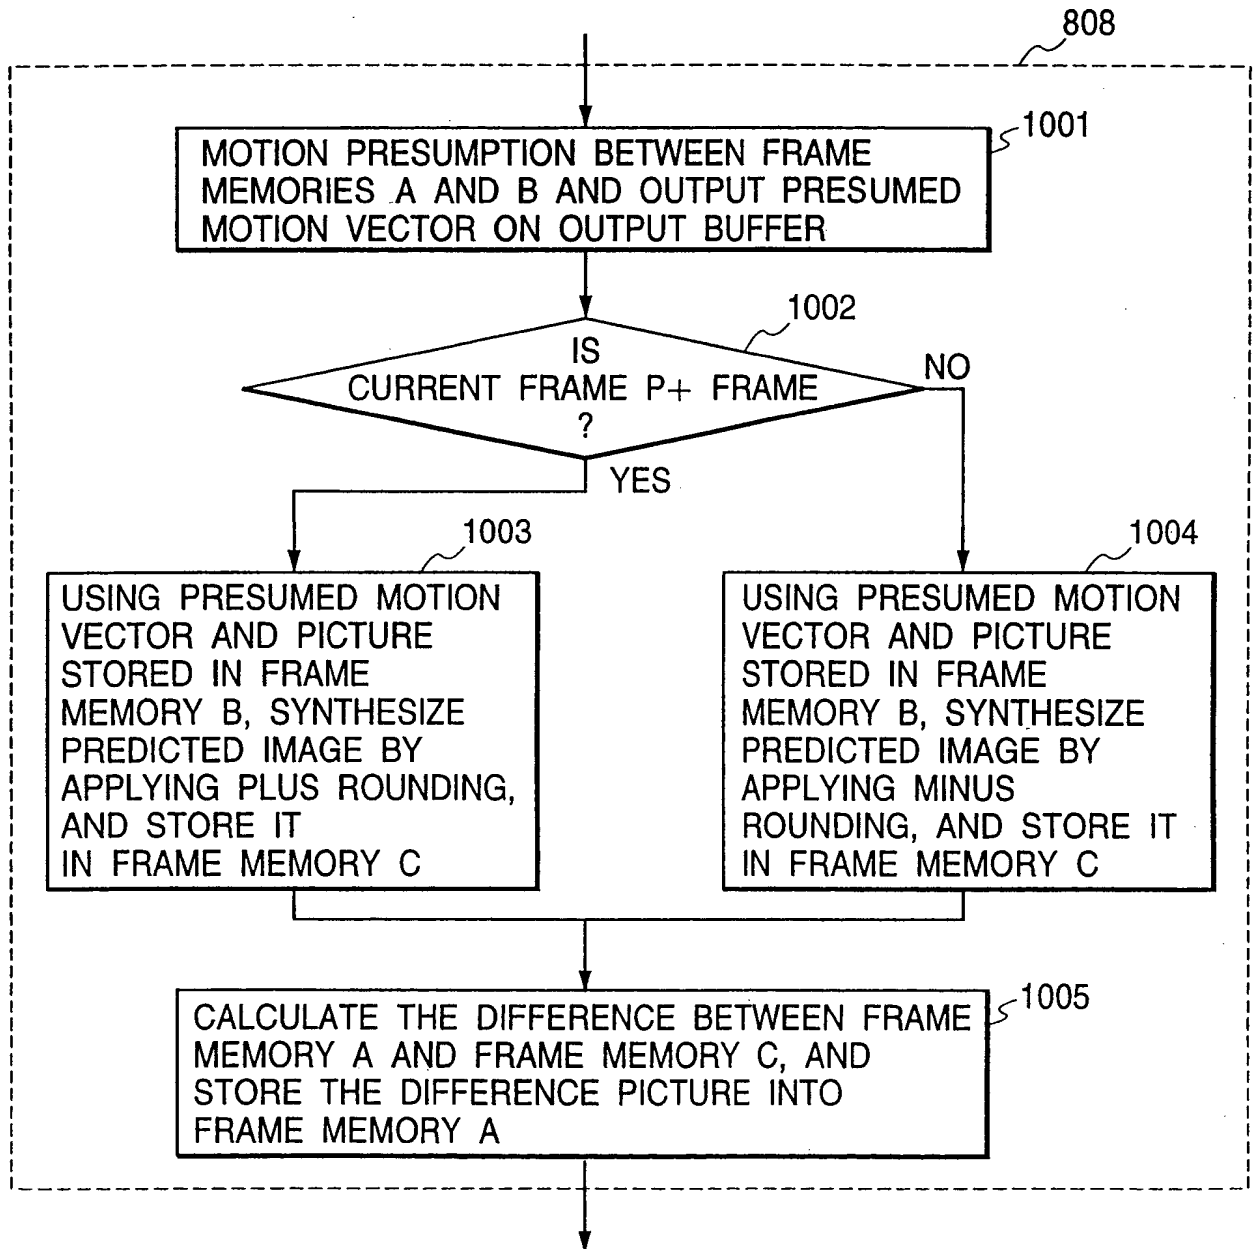 808
1001
MOTION PRESUMPTION BETWEEN FRAME
MEMORIES A AND B AND OUTPUT PRESUMED
MOTION VECTOR ON OUTPUT BUFFER
1002
IS
CURRENT FRAME P+ FRAME
?
NO
YES
1003
USING PRESUMED MOTION
VECTOR AND PICTURE
STORED IN FRAME
MEMORY B, SYNTHESIZE
PREDICTED IMAGE BY
APPLYING PLUS ROUNDING,
AND STORE IT
IN FRAME MEMORY C
1004
USING PRESUMED MOTION
VECTOR AND PICTURE
STORED IN FRAME
MEMORY B, SYNTHESIZE
PREDICTED IMAGE BY
APPLYING MINUS
ROUNDING, AND STORE IT
IN FRAME MEMORY C
1005
CALCULATE THE DIFFERENCE BETWEEN FRAME
MEMORY A AND FRAME MEMORY C, AND
STORE THE DIFFERENCE PICTURE INTO
FRAME MEMORY A